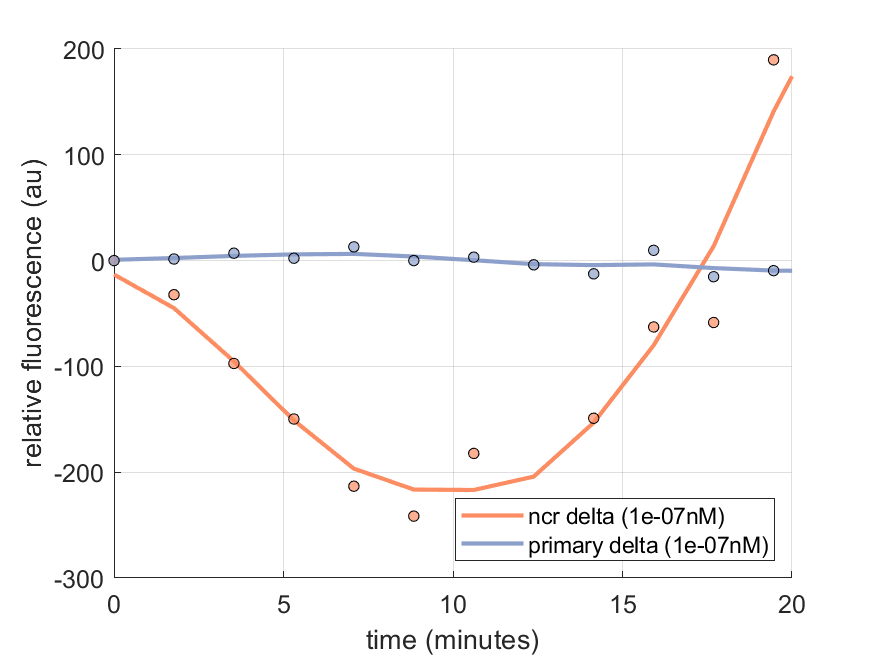 200
100
0
-100
-200
-300
0 5 10 15 20
relative fluorescence (au)
time (minutes)
ncr delta (1e-07nM)
primary delta (1e-07nM)